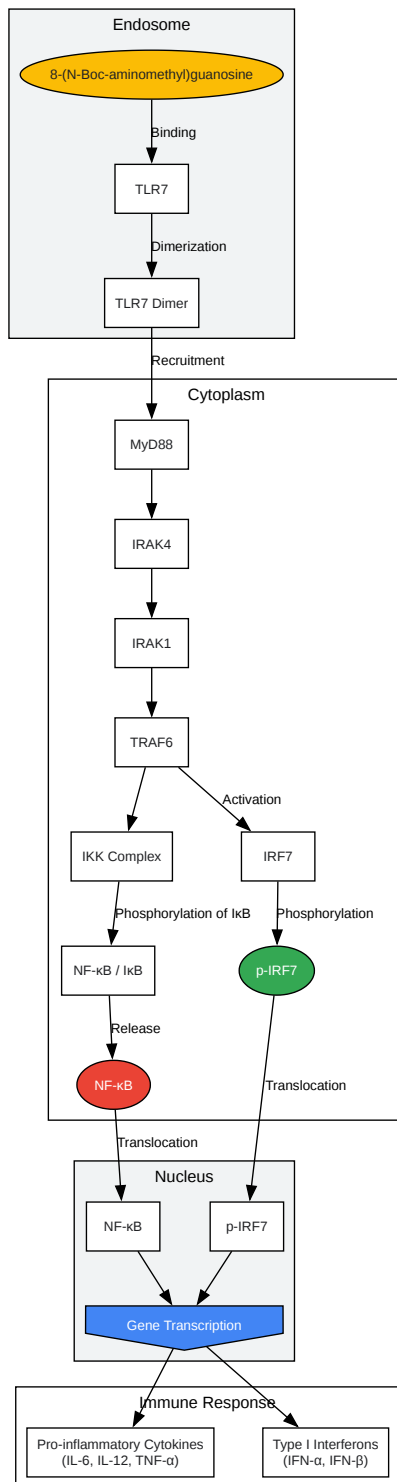 Endosome
8-(N-Boc-aminomethyl)guanosine
Binding
TLR7
Dimerization
TLR7 Dimer
Recruitment
Cytoplasm
MyD88
IRAK4
IRAK1
TRAF6
Activation
IKK Complex
IRF7
Phosphorylation of IκB
Phosphorylation
NF-κB / IκB
p-IRF7
Release
NF-κB
Translocation
Translocation
Nucleus
NF-κB
p-IRF7
Gene Transcription
Immune Response
Pro-inflammatory Cytokines
(IL-6, IL-12, TNF-α)
Type I Interferons
(IFN-α, IFN-β)